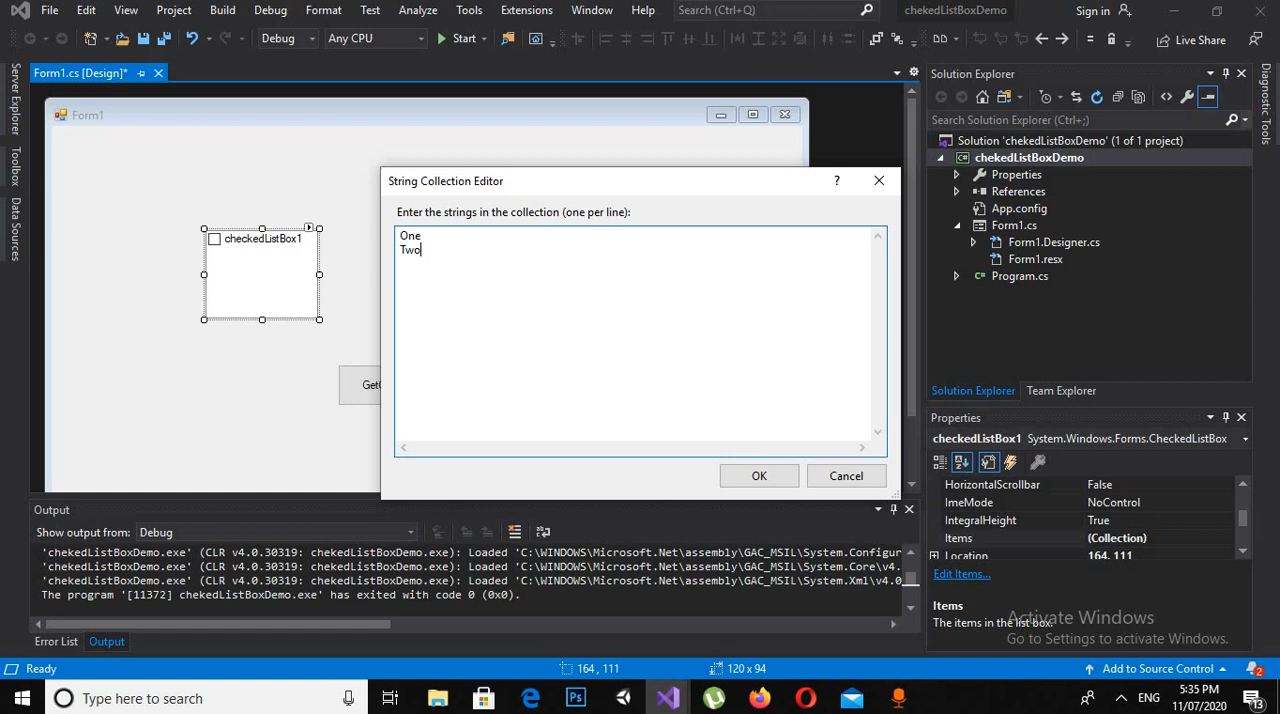 File Edit View Project Build Debug Format Test Analyze Tools Extensions Window Help Search (Ctrl+Q) chekedListBoxDemo Sign in
Debug Any CPU Start Live Share
Form1.cs [Design]*
Server Explorer
Toolbox
Data Sources
Form1
checkedListBox1
String Collection Editor
?
Enter the strings in the collection (one per line):
One
Two
OK Cancel
Solution Explorer
Search Solution Explorer (Ctrl+;)
Solution 'chekedListBoxDemo' (1 of 1 project)
chekedListBoxDemo
Properties
References
App.config
Form1.cs
Form1.Designer.cs
Form1.resx
Program.cs
Solution Explorer Team Explorer
Diagnostic Tools
Properties
checkedListBox1 System.Windows.Forms.CheckedListBox
HorizontalScrollbar False
ImeMode NoControl
IntegralHeight True
Items (Collection)
Location 164, 111
Edit Items...
Items
The items in the list box.
Activate Windows
Go to Settings to activate Windows.
Output
Show output from: Debug
'chekedListBoxDemo.exe' (CLR v4.0.30319: chekedListBoxDemo.exe): Loaded 'C:\WINDOWS\Microsoft.Net\assembly\GAC_MSIL\System.Configur
'chekedListBoxDemo.exe' (CLR v4.0.30319: chekedListBoxDemo.exe): Loaded 'C:\WINDOWS\Microsoft.Net\assembly\GAC_MSIL\System.Core\v4.
'chekedListBoxDemo.exe' (CLR v4.0.30319: chekedListBoxDemo.exe): Loaded 'C:\WINDOWS\Microsoft.Net\assembly\GAC_MSIL\System.Xml\v4.0
The program '[11372] chekedListBoxDemo.exe' has exited with code 0 (0x0).
Error List Output
Ready 164 , 111 120 x 94 Add to Source Control 2
Type here to search
ENG
5:35 PM
11/07/2020
13